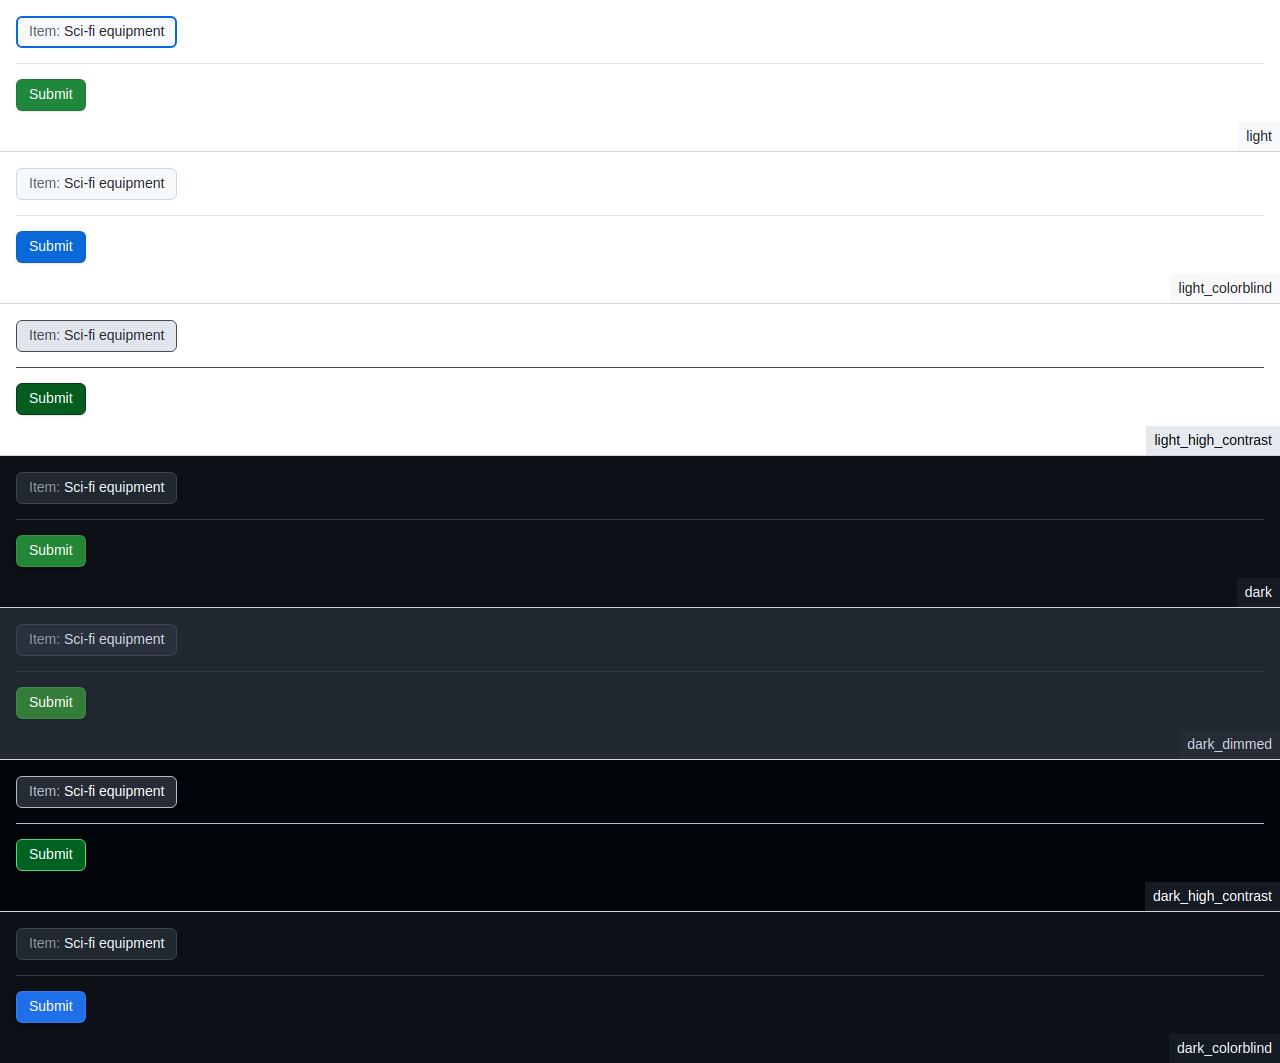 Item: Sci-fi equipment
Submit
light
Item: Sci-fi equipment
Submit
light_colorblind
Item: Sci-fi equipment
Submit
light_high_contrast
Item: Sci-fi equipment
Submit
dark
Item: Sci-fi equipment
Submit
dark_dimmed
Item: Sci-fi equipment
Submit
dark_high_contrast
Item: Sci-fi equipment
Submit
dark_colorblind